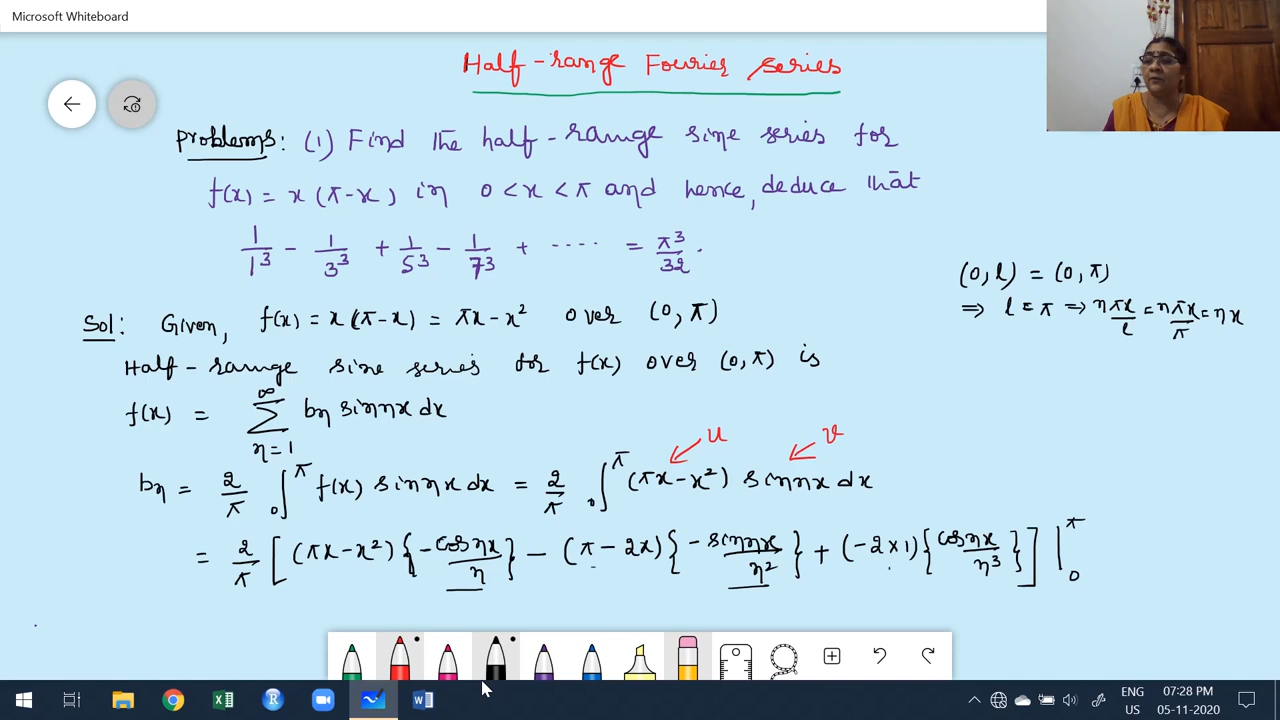 Microsoft Whiteboard
Half-range Fourier series
Problems: (1) Find the half-range sine series for
f(x) = x (π-x) in 0 < x < π and hence, deduce that
1/1³ - 1/3³ + 1/5³ - 1/7³ + ..... = π³/32 .
(0, l) = (0, π)
⇒ l = π ⇒ nπx/l = nπx/π = nx
Sol: Given, f(x) = x(π-x) = πx - x² over (0, π)
Half-range sine series for f(x) over (0, π) is
f(x) = ∞∑n=1 bn sin nx dx
u v
bn = 2/π 0∫π f(x) sin nx dx = 2/π 0∫π (πx - x²) sin nx dx
= 2/π [ (πx - x²) { -cos nx/n } - (π - 2x) { -sin nx/n² } + (-2×1) { cos nx/n³ } ] |π0
ENG 07:28 PM
US 05-11-2020